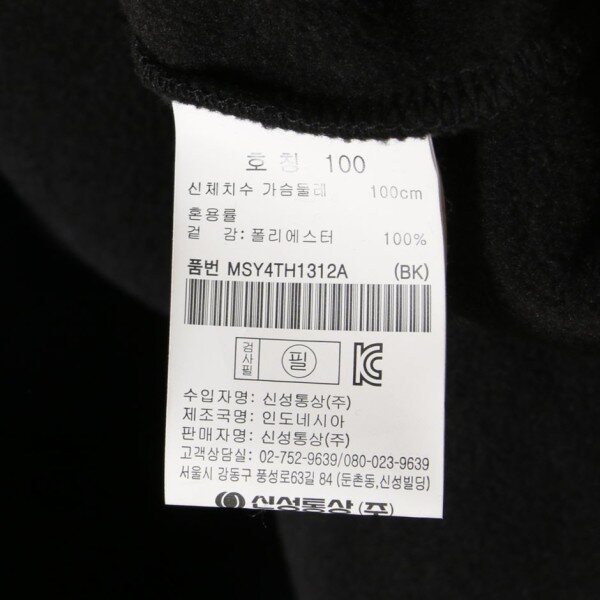 호 칭 100
신체치수 가슴둘레 100cm
혼용률
겉 감:폴리에스터 100%
품번 MSY4TH1312A (BK)
검사필 필
수입자명: 신성통상(주)
제조국명: 인도네시아
판매자명: 신성통상(주)
고객상담실: 02-752-9639/080-023-9639
서울시 강동구 풍성로63길 84 (둔촌동,신성빌딩)
신성통상(주)